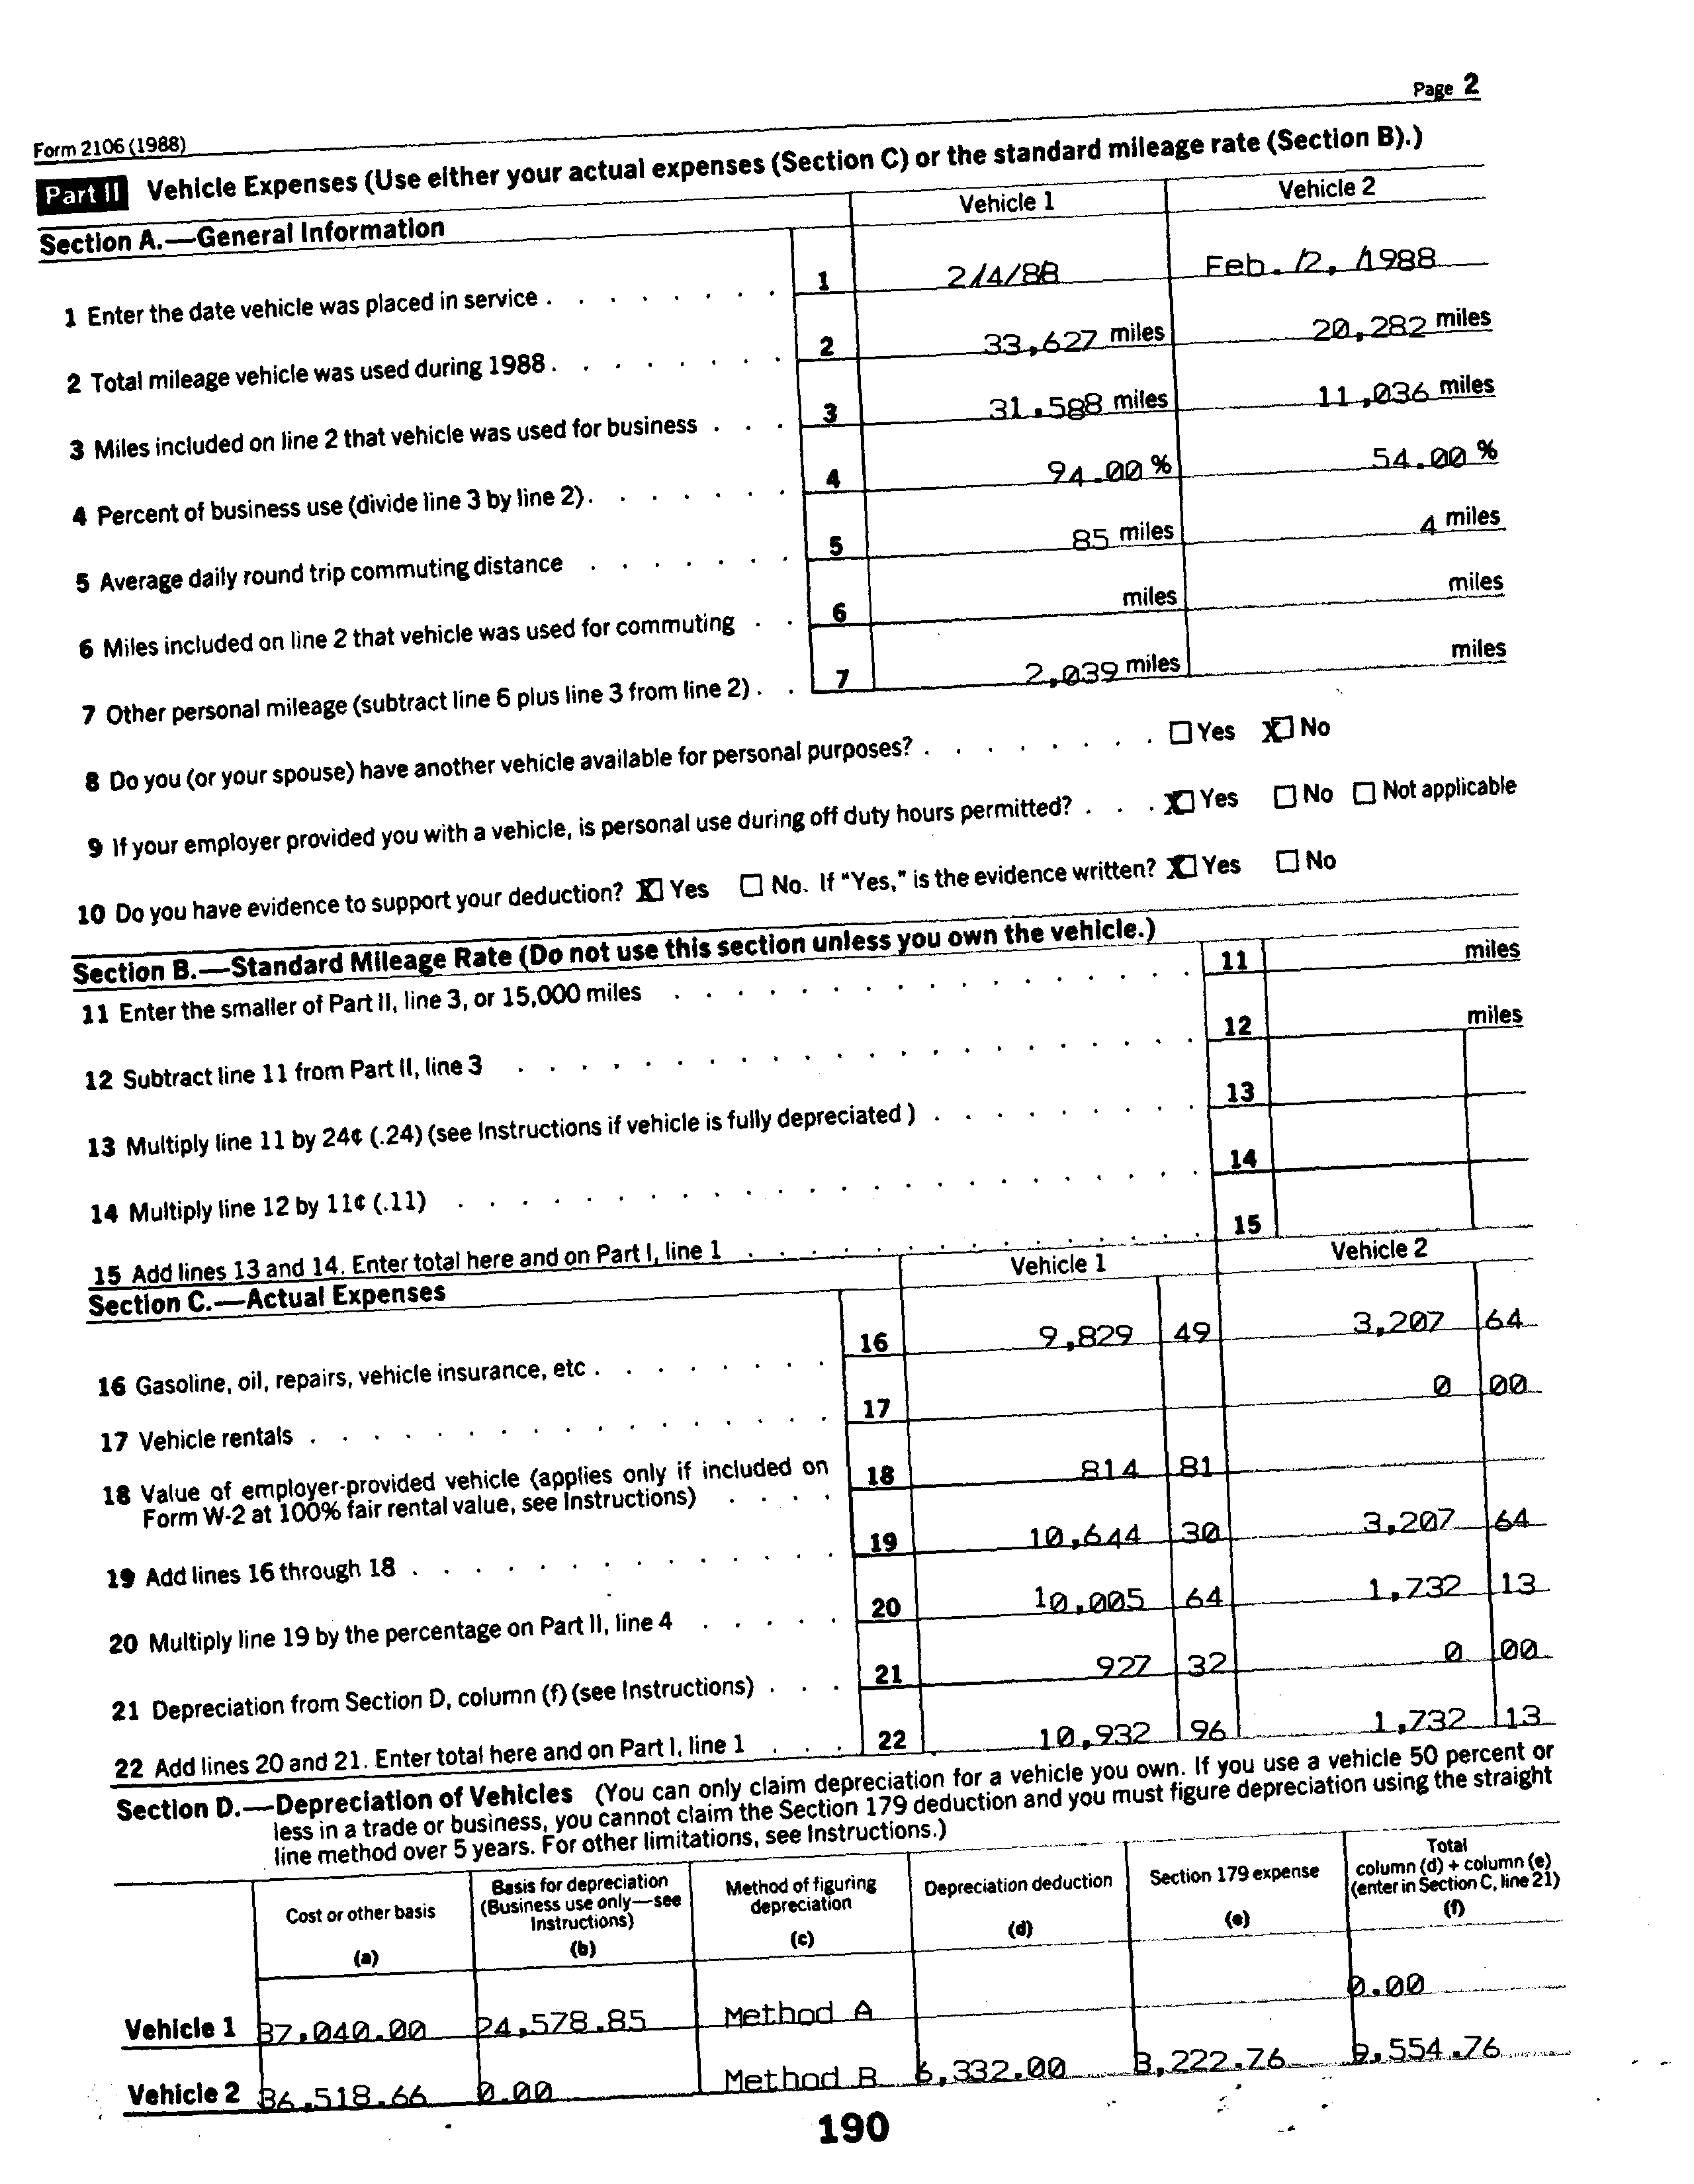 Page 2
Form 2106 (1988)
Part II Vehicle Expenses (Use either your actual expenses (Section C) or the standard mileage rate (Section B).)
Section A.—General Information Vehicle 1 Vehicle 2
1 Enter the date vehicle was placed in service . . . . . . . . 1 2/4/88 Feb. /2, /1988
2 Total mileage vehicle was used during 1988 . . . . . . . . 2 33,627 miles 20,282 miles
3 Miles included on line 2 that vehicle was used for business . . . 3 31,588 miles 11,036 miles
4 Percent of business use (divide line 3 by line 2) . . . . . . . 4 94.00 % 54.00 %
5 Average daily round trip commuting distance . . . . . . . 5 85 miles 4 miles
6 Miles included on line 2 that vehicle was used for commuting . . 6 miles miles
7 Other personal mileage (subtract line 6 plus line 3 from line 2) . . 7 2,039 miles miles
8 Do you (or your spouse) have another vehicle available for personal purposes? . . . . . . . . ☐ Yes X☐ No
9 If your employer provided you with a vehicle, is personal use during off duty hours permitted? . . . X☐ Yes ☐ No ☐ Not applicable
10 Do you have evidence to support your deduction? X☐ Yes ☐ No. If "Yes," is the evidence written? X☐ Yes ☐ No
Section B.—Standard Mileage Rate (Do not use this section unless you own the vehicle.)
11 Enter the smaller of Part II, line 3, or 15,000 miles . . . . . . . . . . . . . . . . . 11 miles
12 Subtract line 11 from Part II, line 3 . . . . . . . . . . . . . . . . . . . . . . 12 miles
13 Multiply line 11 by 24¢ (.24) (see Instructions if vehicle is fully depreciated ) . . . . . . . . . 13
14 Multiply line 12 by 11¢ (.11) . . . . . . . . . . . . . . . . . . . . . . . . 14
15 Add lines 13 and 14. Enter total here and on Part I, line 1 . . . . . . . . . . . . . . . 15
Section C.—Actual Expenses Vehicle 1 Vehicle 2
16 Gasoline, oil, repairs, vehicle insurance, etc . . . . . . . 16 9,829 49 3,207 64
17 Vehicle rentals . . . . . . . . . . . . . . . . . 17 0 00
18 Value of employer-provided vehicle (applies only if included on
Form W-2 at 100% fair rental value, see Instructions) . . . . 18 814 81
19 Add lines 16 through 18 . . . . . . . . . . . . . . 19 10,644 30 3,207 64
20 Multiply line 19 by the percentage on Part II, line 4 . . . . . 20 10,005 64 1,732 13
21 Depreciation from Section D, column (f) (see Instructions) . . . 21 927 32 0 00
22 Add lines 20 and 21. Enter total here and on Part I, line 1 . . . 22 10,932 96 1,732 13
Section D.—Depreciation of Vehicles (You can only claim depreciation for a vehicle you own. If you use a vehicle 50 percent or
less in a trade or business, you cannot claim the Section 179 deduction and you must figure depreciation using the straight
line method over 5 years. For other limitations, see Instructions.)
Cost or other basis
(a)
Basis for depreciation
(Business use only—see
Instructions)
(b)
Method of figuring
depreciation
(c)
Depreciation deduction
(d)
Section 179 expense
(e)
Total
column (d) + column (e)
(enter in Section C, line 21)
(f)
Vehicle 1 37,040.00 24,578.85 Method A 0.00
Vehicle 2 36,518.66 0.00 Method B 6,332.00 3,222.76 9,554.76
190